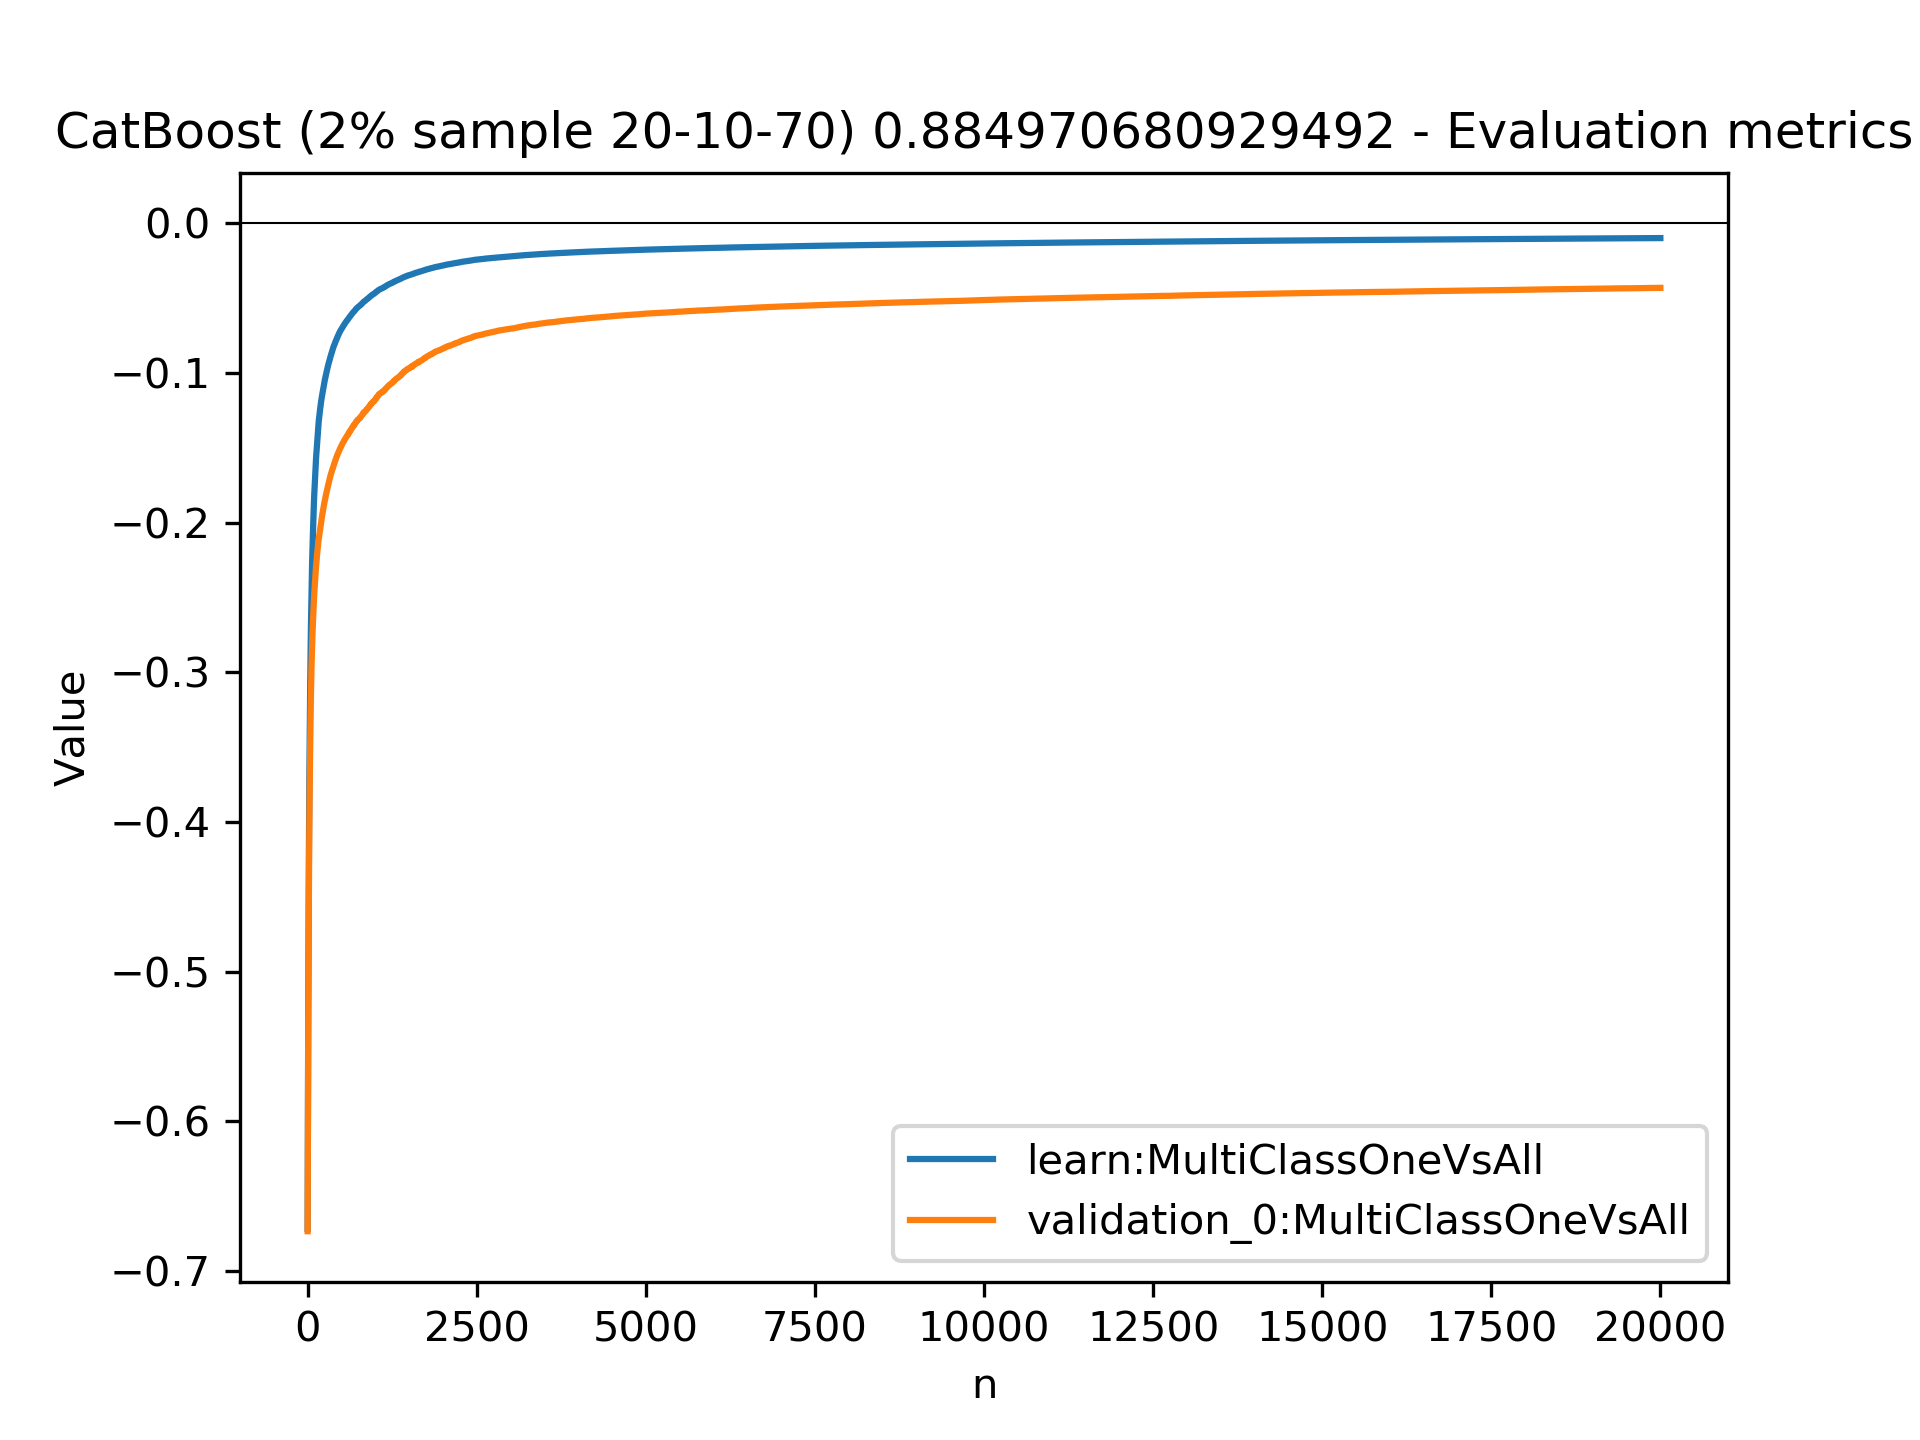 CatBoost (2% sample 20-10-70) 0.884970680929492 - Evaluation metrics
0.0
−0.1
−0.2
−0.3
−0.4
−0.5
−0.6
−0.7
Value
learn:MultiClassOneVsAll
validation_0:MultiClassOneVsAll
0 2500 5000 7500 10000 12500 15000 17500 20000
n